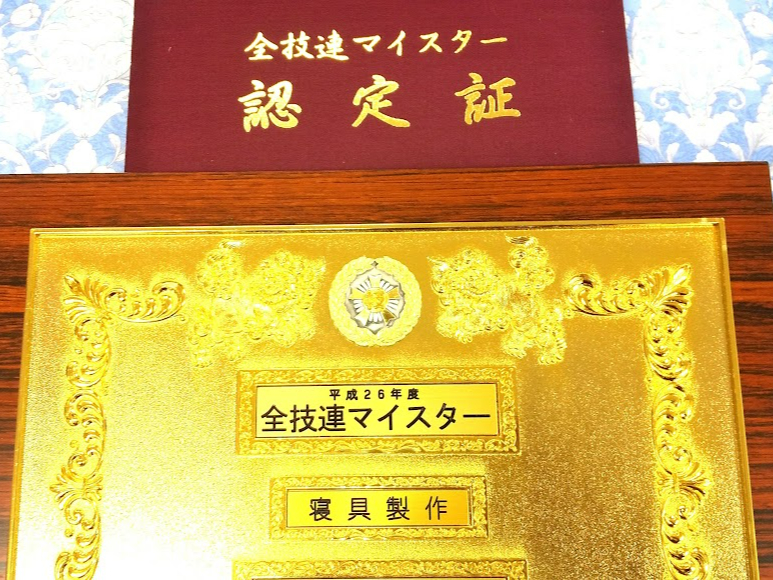 全技連マイスター
認定証
平成26年度
全技連マイスター
寝具製作